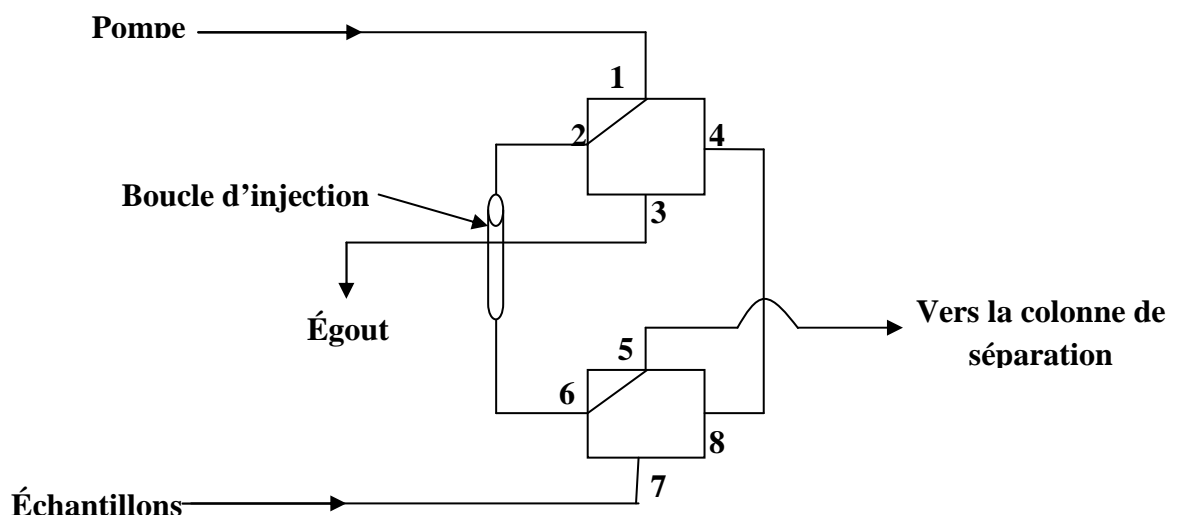 Pompe
1
2
4
Boucle d'injection
3
Égout
Vers la colonne de
séparation
5
6
8
7
Échantillons